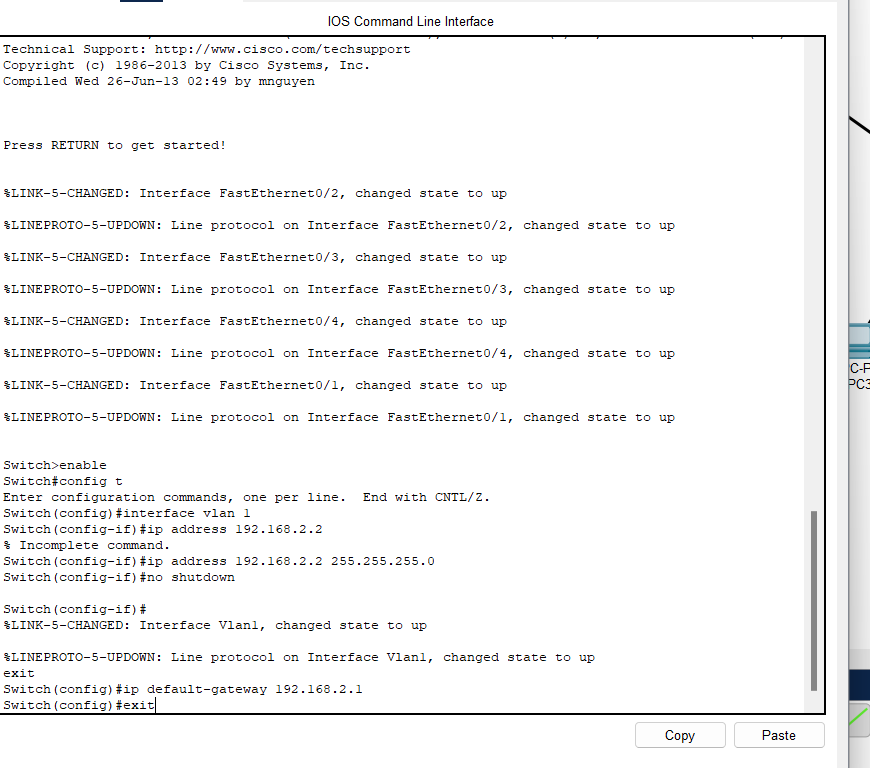 IOS Command Line Interface
Technical Support: http://www.cisco.com/techsupport
Copyright (c) 1986-2013 by Cisco Systems, Inc.
Compiled Wed 26-Jun-13 02:49 by mnguyen
Press RETURN to get started!
%LINK-5-CHANGED: Interface FastEthernet0/2, changed state to up
%LINEPROTO-5-UPDOWN: Line protocol on Interface FastEthernet0/2, changed state to up
%LINK-5-CHANGED: Interface FastEthernet0/3, changed state to up
%LINEPROTO-5-UPDOWN: Line protocol on Interface FastEthernet0/3, changed state to up
%LINK-5-CHANGED: Interface FastEthernet0/4, changed state to up
%LINEPROTO-5-UPDOWN: Line protocol on Interface FastEthernet0/4, changed state to up
%LINK-5-CHANGED: Interface FastEthernet0/1, changed state to up
%LINEPROTO-5-UPDOWN: Line protocol on Interface FastEthernet0/1, changed state to up
Switch>enable
Switch#config t
Enter configuration commands, one per line.  End with CNTL/Z.
Switch(config)#interface vlan 1
Switch(config-if)#ip address 192.168.2.2
% Incomplete command.
Switch(config-if)#ip address 192.168.2.2 255.255.255.0
Switch(config-if)#no shutdown
Switch(config-if)#
%LINK-5-CHANGED: Interface Vlan1, changed state to up
%LINEPROTO-5-UPDOWN: Line protocol on Interface Vlan1, changed state to up
exit
Switch(config)#ip default-gateway 192.168.2.1
Switch(config)#exit
Copy
Paste
C-P
PC3